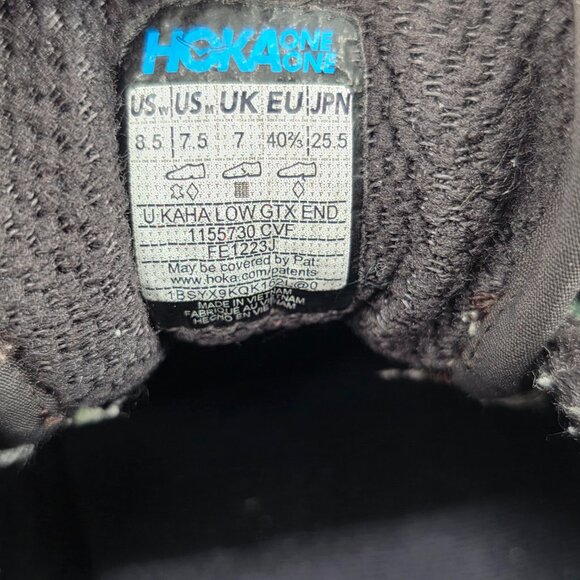 HOKA ONE ONE
US W US M UK EU JPN
8.5 7.5 7 40⅔ 25.5
U KAHA LOW GTX END
1155730 CVF
FE1223J
May be covered by Pat:
www.hoka.com/patents
MADE IN VIETNAM
FABRIQUE AU VIETNAM
HECHO EN VIETNAM